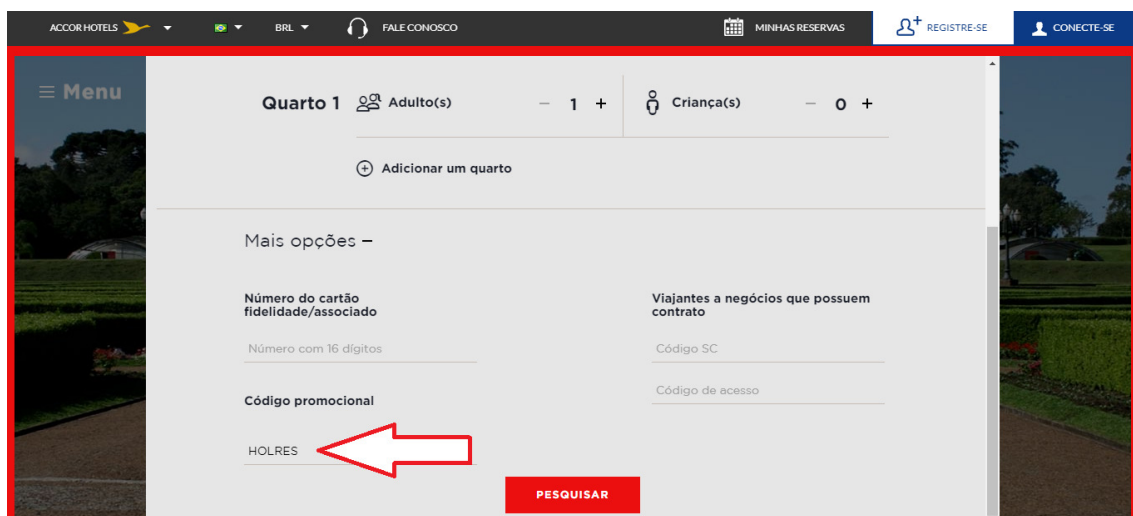 ACCOR HOTELS BRL FALE CONOSCO MINHAS RESERVAS REGISTRE-SE CONECTE-SE
Menu
Quarto 1 Adulto(s) − 1 + Criança(s) − 0 +
Adicionar um quarto
Mais opções −
Número do cartão
fidelidade/associado
Viajantes a negócios que possuem
contrato
Número com 16 dígitos
Código SC
Código de acesso
Código promocional
HOLRES
PESQUISAR